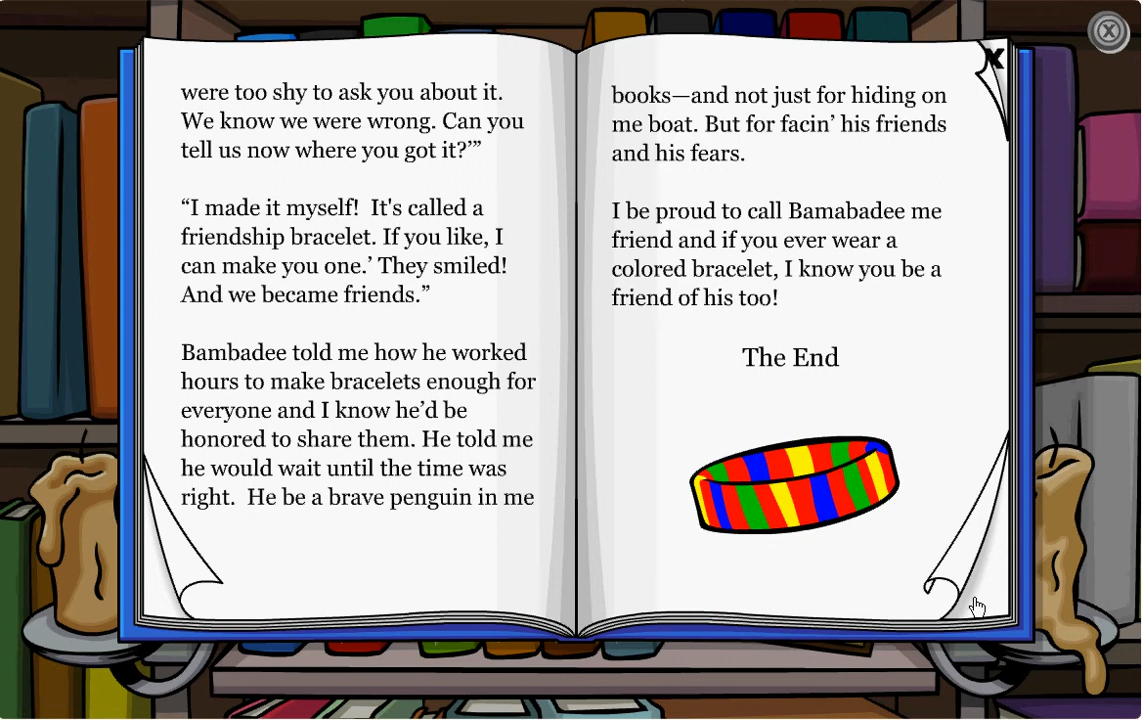 were too shy to ask you about it.
We know we were wrong. Can you
tell us now where you got it?’”
“I made it myself!  It's called a
friendship bracelet. If you like, I
can make you one.’ They smiled!
And we became friends.”
Bambadee told me how he worked
hours to make bracelets enough for
everyone and I know he’d be
honored to share them. He told me
he would wait until the time was
right.  He be a brave penguin in me
books—and not just for hiding on
me boat. But for facin’ his friends
and his fears.
I be proud to call Bamabadee me
friend and if you ever wear a
colored bracelet, I know you be a
friend of his too!
The End